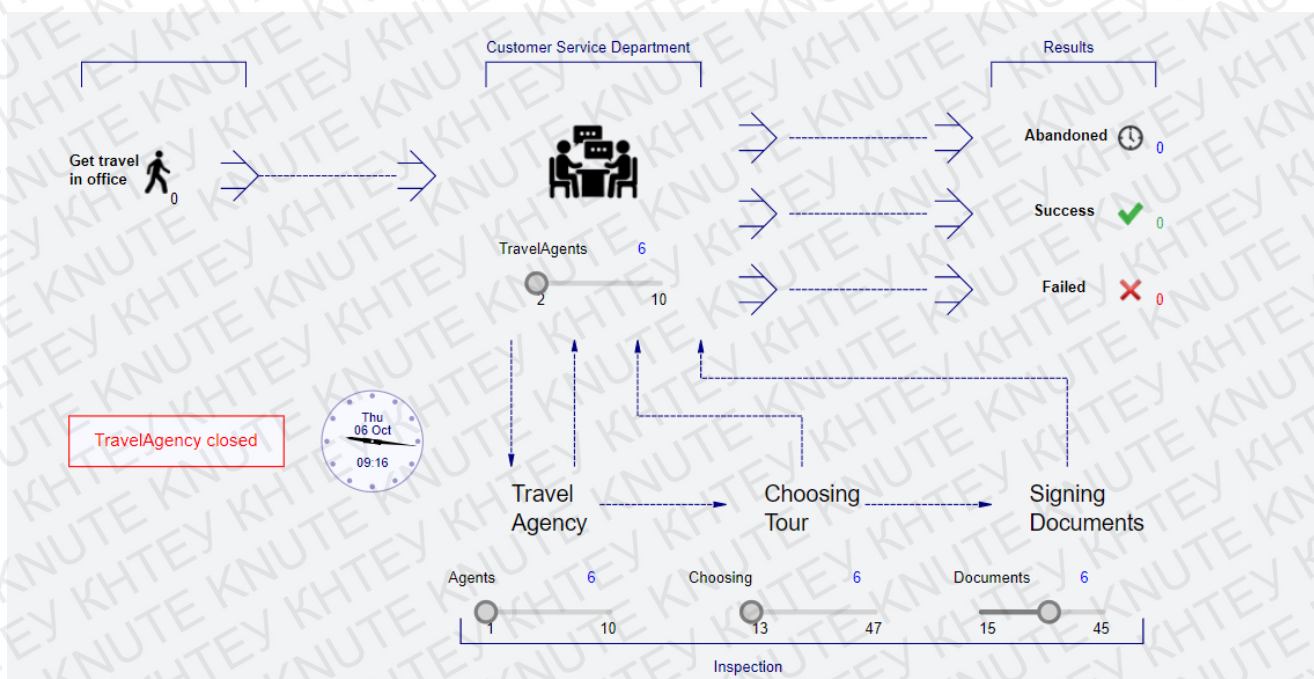 Customer Service Department
Results
Get travel
in office
0
Abandoned
0
Success
0
Failed
0
TravelAgents 6
2 10
TravelAgency closed
Thu
06 Oct
09:16
Travel
Agency
Choosing
Tour
Signing
Documents
Agents 6
1 10
Choosing 6
13 47
Documents 6
15 45
Inspection
KHTEY KNUTE